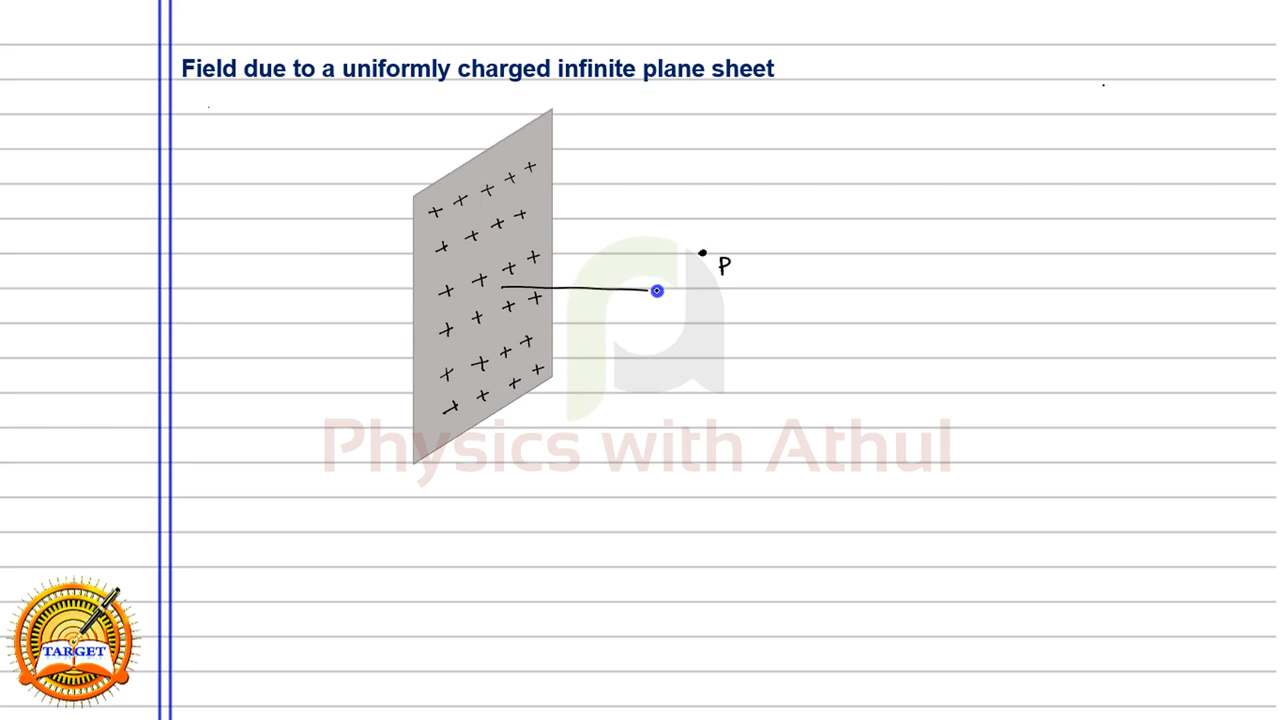 Field due to a uniformly charged infinite plane sheet
+ + + + +
+ + + +
+ + + +
+ + + +
+ + + +
+ + + +
P
Physics with Athul
TARGET